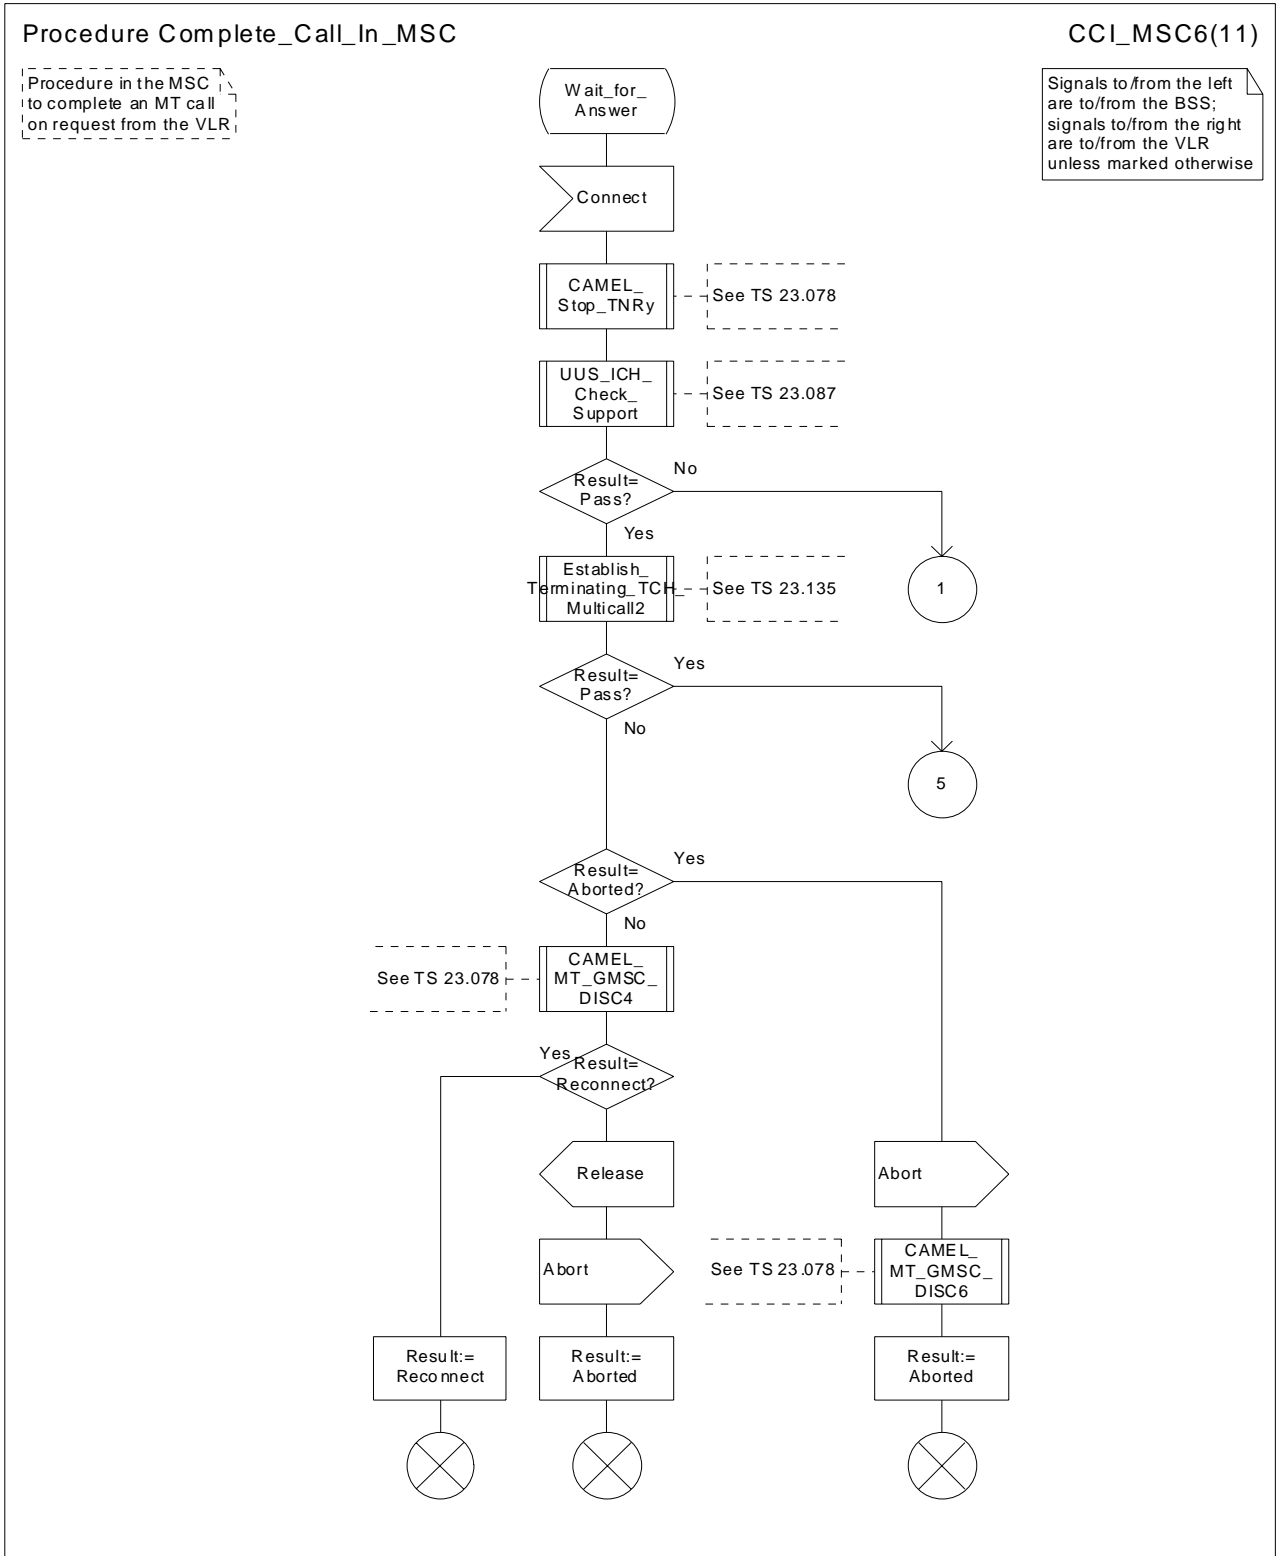 Procedure Complete_Call_In_MSC
CCI_MSC6(11)
Procedure in the MSC
to complete an MT call
on request from the VLR
Signals to/from the left
are to/from the BSS;
signals to/from the right
are to/from the VLR
unless marked otherwise
Wait_for_
Answer
Connect
CAMEL_
Stop_TNRy
See TS 23.078
UUS_ICH_
Check_
Support
See TS 23.087
Result=
Pass?
No
Yes
Establish_
Terminating_TCH_
Multicall2
See TS 23.135
1
Result=
Pass?
Yes
No
5
Result=
Aborted?
Yes
No
See TS 23.078
CAMEL_
MT_GMSC_
DISC4
Yes
Result=
Reconnect?
Release
Abort
Abort
See TS 23.078
CAMEL_
MT_GMSC_
DISC6
Result:=
Reconnect
Result:=
Aborted
Result:=
Aborted